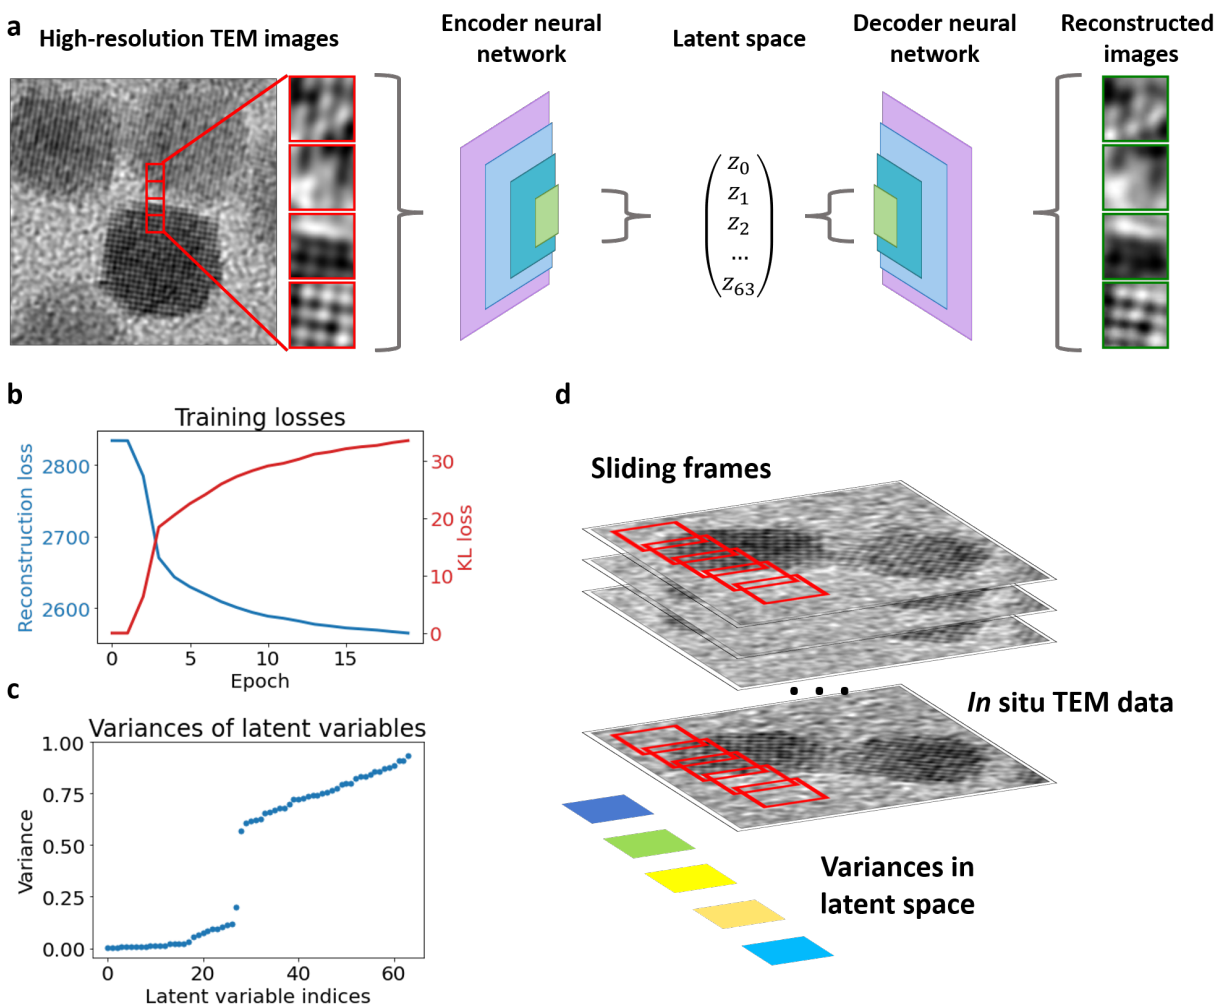 a
High-resolution TEM images
Encoder neural
network
Latent space
Decoder neural
network
Reconstructed
images
z0
z1
z2
...
z63
b
Training losses
Reconstruction loss
2800
2700
2600
30
20
10
0
KL loss
0 5 10 15
Epoch
c
Variances of latent variables
Variance
1.00
0.75
0.50
0.25
0.00
0 20 40 60
Latent variable indices
d
Sliding frames
In situ TEM data
Variances in
latent space